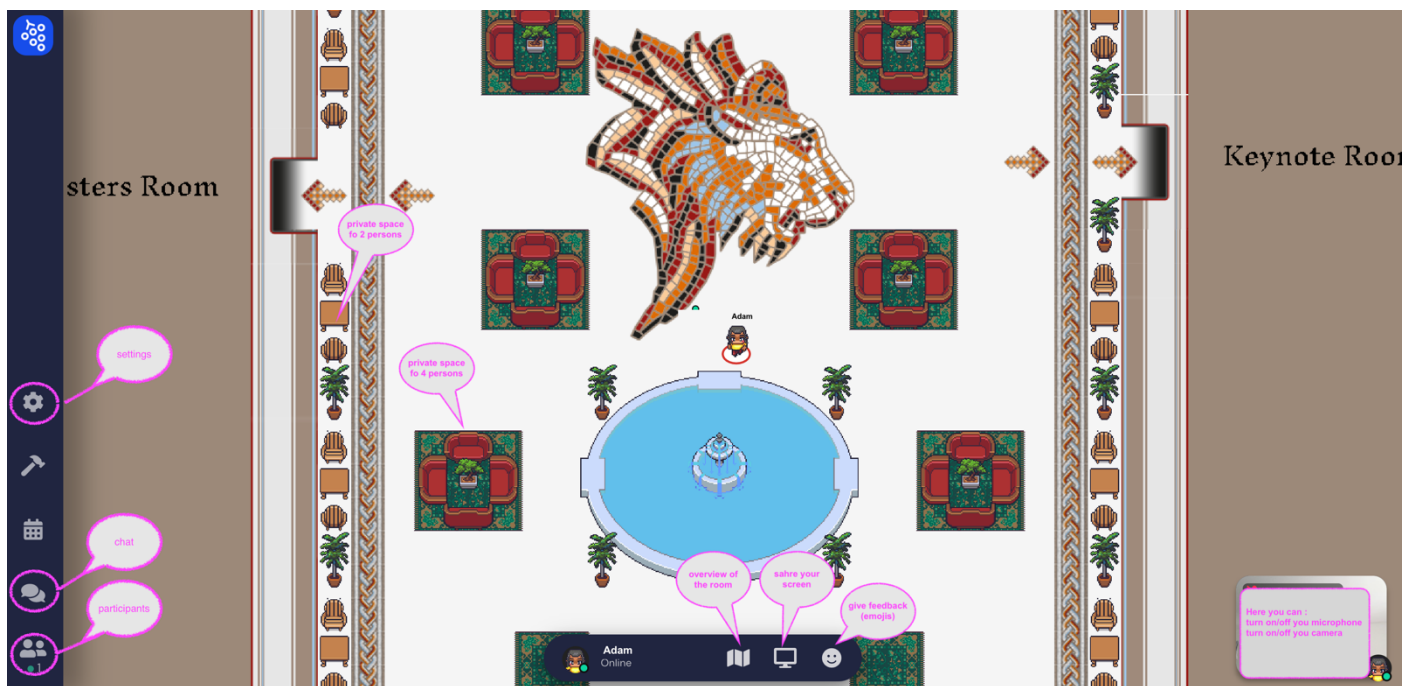 sters Room
Keynote Roor
private space
fo 2 persons
Adam
settings
private space
fo 4 persons
chat
overview of
the room
sahre your
screen
participants
give feedback
(emojis)
Here you can :
turn on/off you microphone
turn on/off you camera
Adam
Online
1